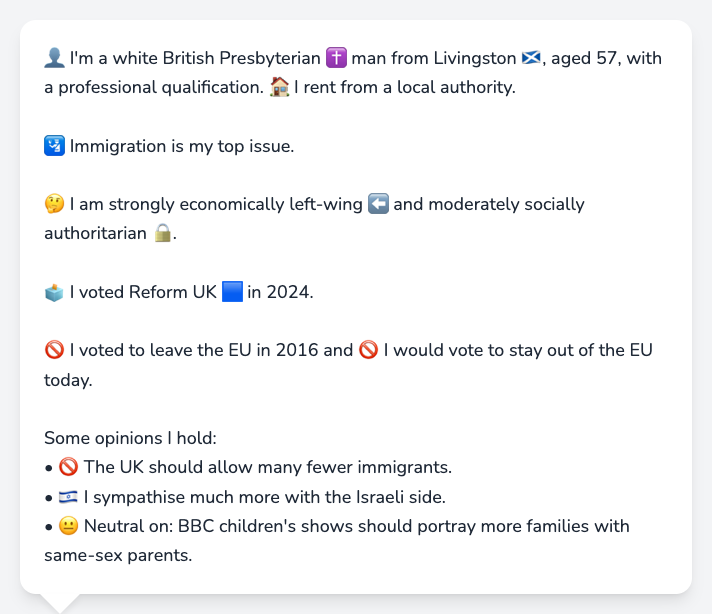 👤 I'm a white British Presbyterian ✝️ man from Livingston 🏴󠁧󠁢󠁳󠁣󠁴󠁿, aged 57, with
a professional qualification. 🏠 I rent from a local authority.
🛂 Immigration is my top issue.
🤔 I am strongly economically left-wing ⬅️ and moderately socially
authoritarian 🔒.
🗳️ I voted Reform UK 🟦 in 2024.
🚫 I voted to leave the EU in 2016 and 🚫 I would vote to stay out of the EU
today.
Some opinions I hold:
• 🚫 The UK should allow many fewer immigrants.
• 🇮🇱 I sympathise much more with the Israeli side.
• 😐 Neutral on: BBC children's shows should portray more families with
same-sex parents.